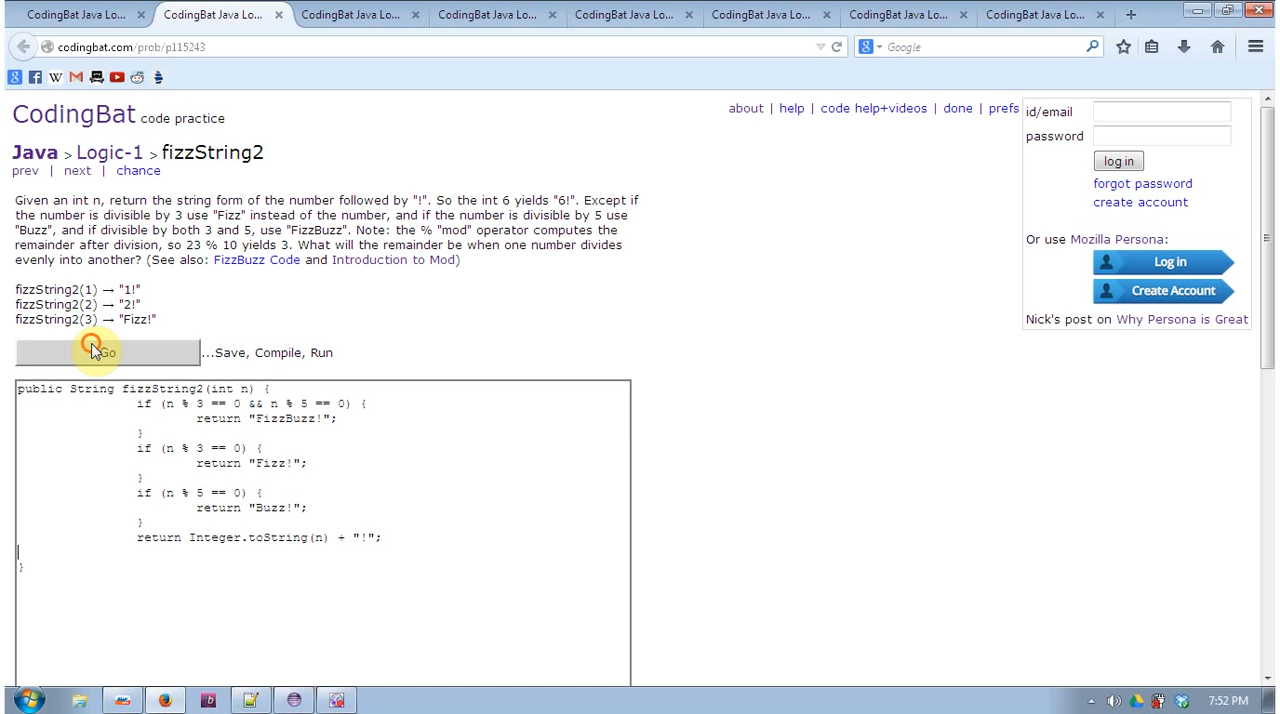 CodingBat Java Lo...
CodingBat Java Lo...
CodingBat Java Lo...
CodingBat Java Lo...
CodingBat Java Lo...
CodingBat Java Lo...
CodingBat Java Lo...
CodingBat Java Lo...
codingbat.com/prob/p115243
Google
CodingBat code practice
about | help | code help+videos | done | prefs
id/email
password
log in
forgot password
create account
Or use Mozilla Persona:
Log in
Create Account
Nick's post on Why Persona is Great
Java > Logic-1 > fizzString2
prev | next | chance
Given an int n, return the string form of the number followed by "!". So the int 6 yields "6!". Except if
the number is divisible by 3 use "Fizz" instead of the number, and if the number is divisible by 5 use
"Buzz", and if divisible by both 3 and 5, use "FizzBuzz". Note: the % "mod" operator computes the
remainder after division, so 23 % 10 yields 3. What will the remainder be when one number divides
evenly into another? (See also: FizzBuzz Code and Introduction to Mod)
fizzString2(1) → "1!"
fizzString2(2) → "2!"
fizzString2(3) → "Fizz!"
Go ...Save, Compile, Run
public String fizzString2(int n) {
if (n % 3 == 0 && n % 5 == 0) {
return "FizzBuzz!";
}
if (n % 3 == 0) {
return "Fizz!";
}
if (n % 5 == 0) {
return "Buzz!";
}
return Integer.toString(n) + "!";
}
7:52 PM